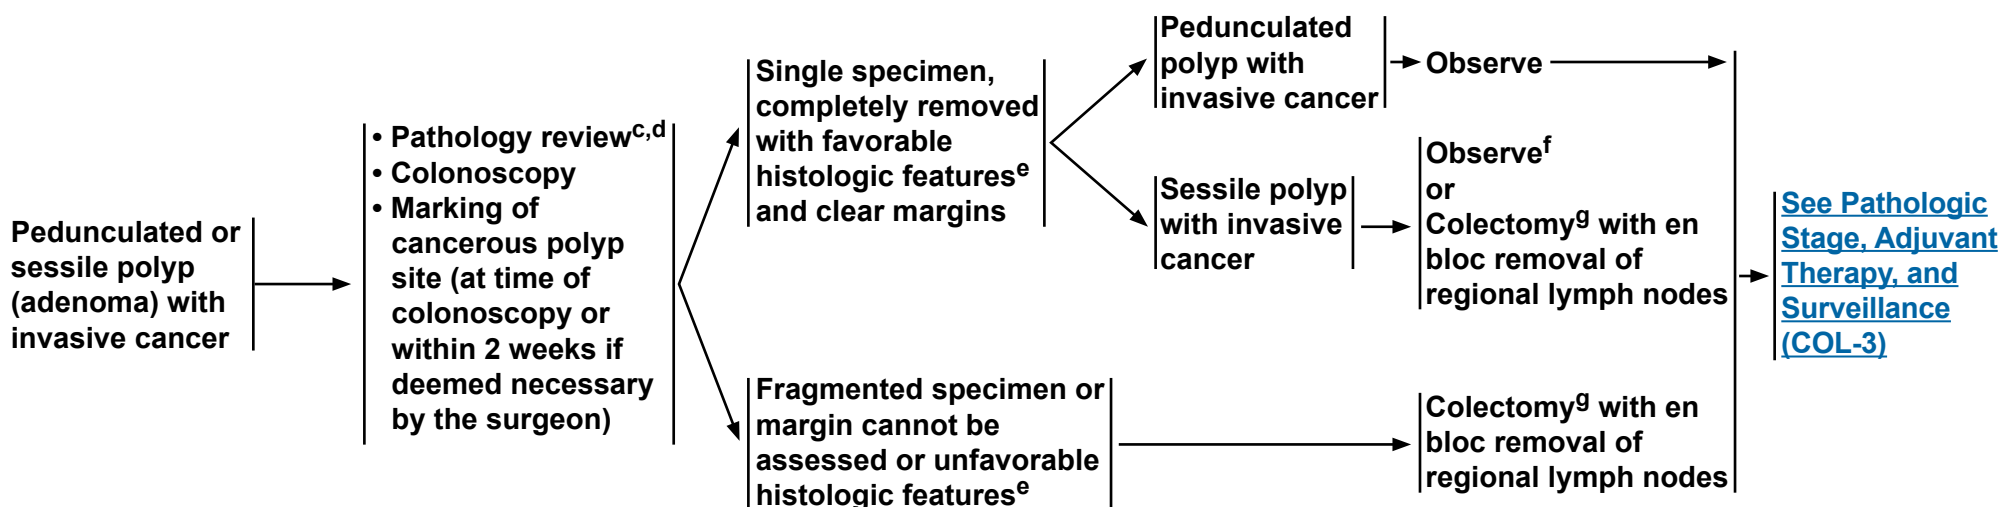 Pedunculated or
sessile polyp
(adenoma) with
invasive cancer
• Pathology reviewc,d
• Colonoscopy
• Marking of
cancerous polyp
site (at time of
colonoscopy or
within 2 weeks if
deemed necessary
by the surgeon)
Single specimen,
completely removed
with favorable
histologic featurese
and clear margins
Fragmented specimen or
margin cannot be
assessed or unfavorable
histologic featurese
Pedunculated
polyp with
invasive cancer
Sessile polyp
with invasive
cancer
Observe
Observef
or
Colectomyg with en
bloc removal of
regional lymph nodes
Colectomyg with en
bloc removal of
regional lymph nodes
See Pathologic
Stage, Adjuvant
Therapy, and
Surveillance
(COL-3)